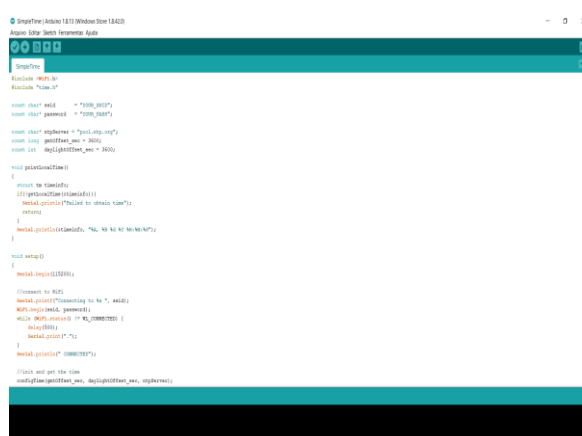 SimpleTime | Arduino 1.8.13 (Windows Store 1.8.42.0)
Arquivo Editar Sketch Ferramentas Ajuda
SimpleTime
#include <WiFi.h>
#include "time.h"
const char* ssid = "YOUR_SSID";
const char* password = "YOUR_PASS";
const char* ntpServer = "pool.ntp.org";
const long gmtOffset_sec = 3600;
const int daylightOffset_sec = 3600;
void printLocalTime()
{
struct tm timeinfo;
if(!getLocalTime(&timeinfo)){
Serial.println("Failed to obtain time");
return;
}
Serial.println(&timeinfo, "%A, %B %d %Y %H:%M:%S");
}
void setup()
{
Serial.begin(115200);
//connect to WiFi
Serial.printf("Connecting to %s ", ssid);
WiFi.begin(ssid, password);
while (WiFi.status() != WL_CONNECTED) {
delay(500);
Serial.print(".");
}
Serial.println(" CONNECTED");
//init and get the time
configTime(gmtOffset_sec, daylightOffset_sec, ntpServer);